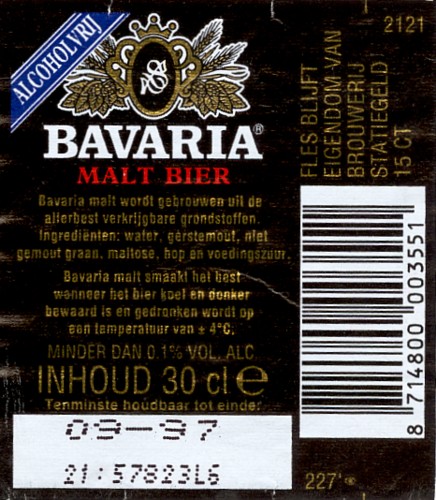 ALCOHOLVRIJ
BAVARIA®
MALT BIER
Bavaria malt wordt gebrouwen uit de
allerbest verkrijgbare grondstoffen.
Ingrediënten: water, gerstemout, niet
gemout graan, maltose, hop en voedingszuur.
Bavaria malt smaakt het best
wanneer het bier koel en donker
bewaard is en gedronken wordt op
een temperatuur van ± 4°C.
MINDER DAN 0.1% VOL. ALC
INHOUD 30 cl e
Tenminste houdbaar tot einde:
09-97
21:57823L6
2121
FLES BLIJFT
EIGENDOM VAN
BROUWERIJ
STATIEGELD
15 CT
8 714800 003551
227'